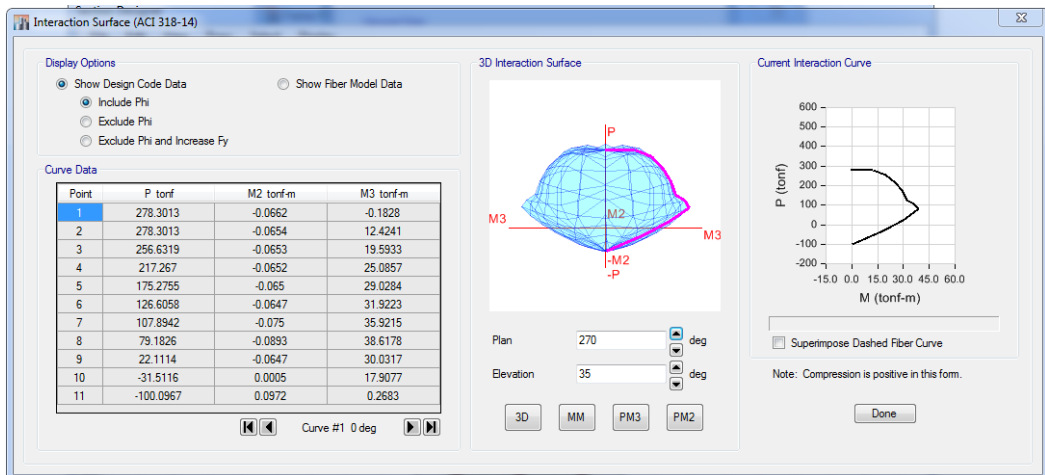 Interaction Surface (ACI 318-14)
Display Options
Show Design Code Data
Show Fiber Model Data
Include Phi
Exclude Phi
Exclude Phi and Increase Fy
Curve Data
Point P tonf M2 tonf-m M3 tonf-m
1 278.3013 -0.0662 -0.1828
2 278.3013 -0.0654 12.4241
3 256.6319 -0.0653 19.5933
4 217.267 -0.0652 25.0857
5 175.2755 -0.065 29.0284
6 126.6058 -0.0647 31.9223
7 107.8942 -0.075 35.9215
8 79.1826 -0.0893 38.6178
9 22.1114 -0.0647 30.0317
10 -31.5116 0.0005 17.9077
11 -100.0967 0.0972 0.2683
Curve #1 0 deg
3D Interaction Surface
P
M3
M2
M3
-M2
-P
Plan 270 deg
Elevation 35 deg
3D MM PM3 PM2
Current Interaction Curve
600
500
400
300
200
100
0
-100
-200
P (tonf)
-15.0 0.0 15.0 30.0 45.0 60.0
M (tonf-m)
Superimpose Dashed Fiber Curve
Note: Compression is positive in this form.
Done